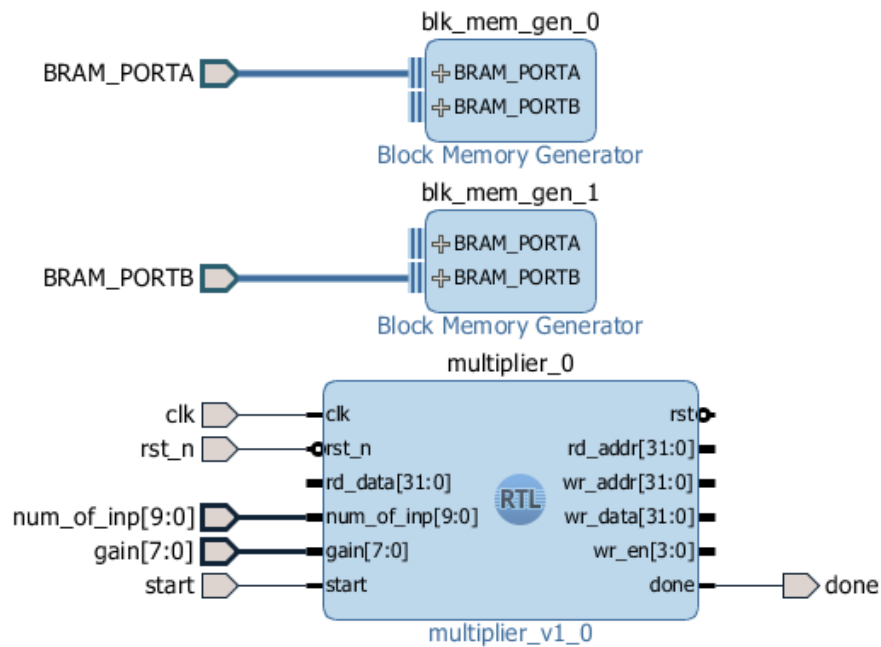 blk_mem_gen_0
BRAM_PORTA
BRAM_PORTA
BRAM_PORTB
Block Memory Generator
blk_mem_gen_1
BRAM_PORTA
BRAM_PORTB
BRAM_PORTB
Block Memory Generator
multiplier_0
clk
clk
rst
rst_n
rst_n
rd_addr[31:0]
rd_data[31:0]
wr_addr[31:0]
RTL
num_of_inp[9:0]
num_of_inp[9:0]
wr_data[31:0]
gain[7:0]
gain[7:0]
wr_en[3:0]
start
start
done
done
multiplier_v1_0